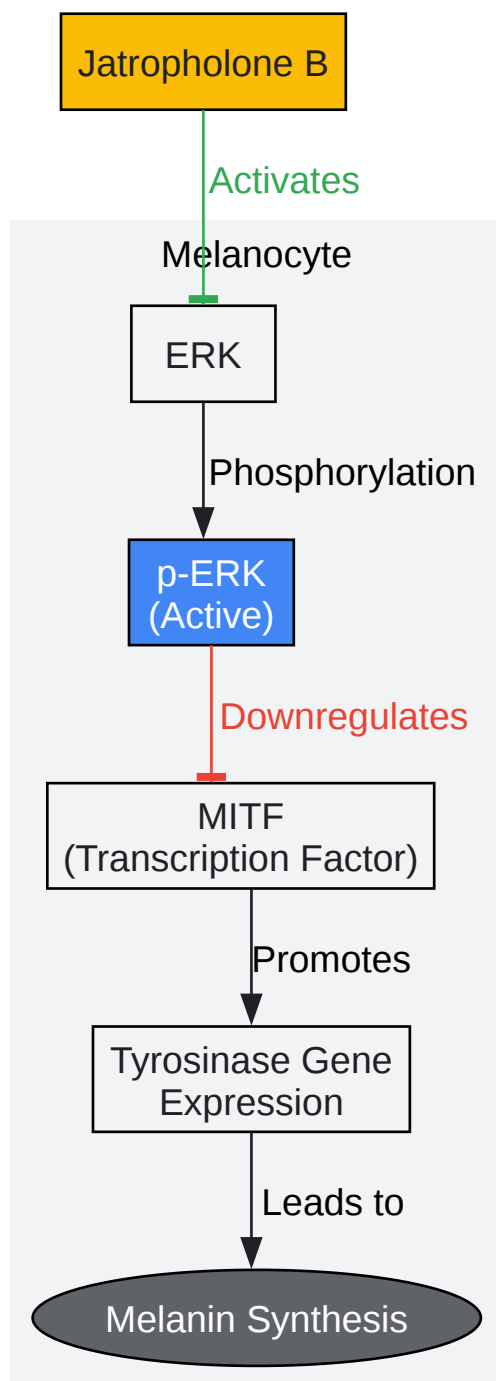 Jatropholone B
Activates
Melanocyte
ERK
Phosphorylation
p-ERK
(Active)
Downregulates
MITF
(Transcription Factor)
Promotes
Tyrosinase Gene
Expression
Leads to
Melanin Synthesis